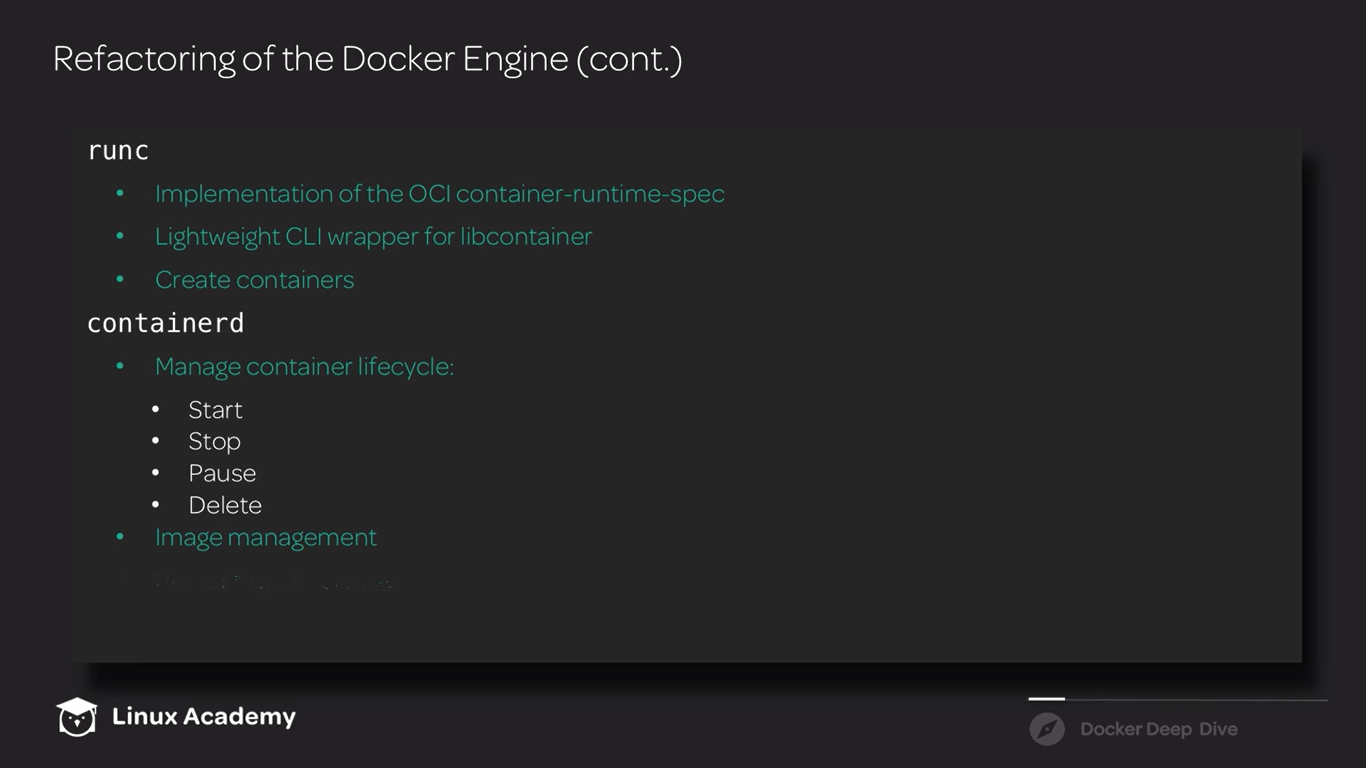 Refactoring of the Docker Engine (cont.)
runc
• Implementation of the OCI container-runtime-spec
• Lightweight CLI wrapper for libcontainer
• Create containers
containerd
• Manage container lifecycle:
• Start
• Stop
• Pause
• Delete
• Image management
Linux Academy
Docker Deep Dive